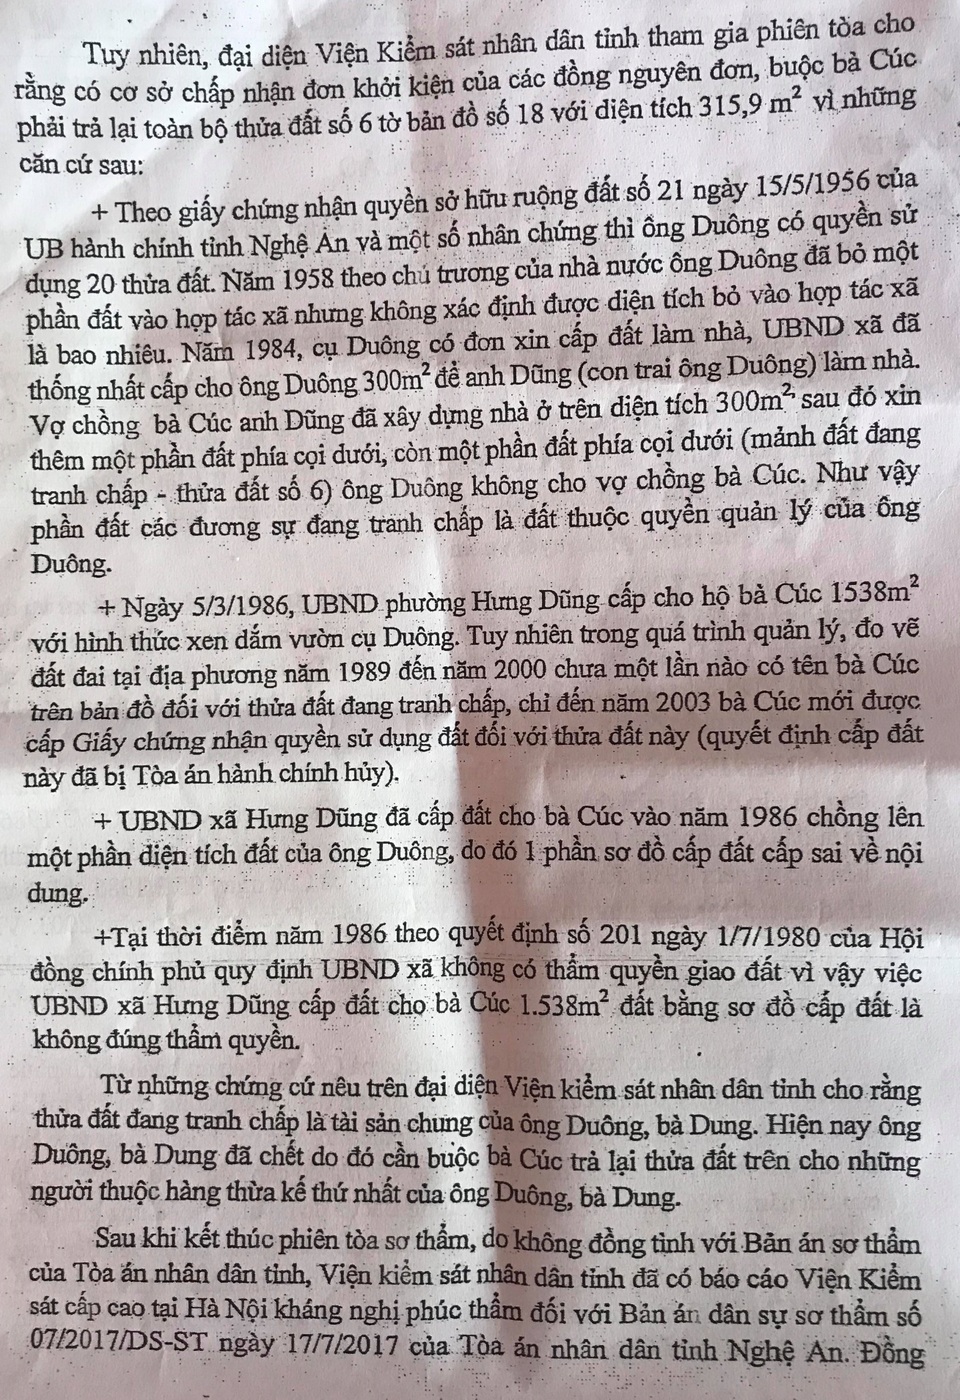 Tuy nhiên, đại diện Viện Kiểm sát nhân dân tỉnh tham gia phiên tòa cho
rằng có cơ sở chấp nhận đơn khởi kiện của các đồng nguyên đơn, buộc bà Cúc
phải trả lại toàn bộ thửa đất số 6 tờ bản đồ số 18 với diện tích 315,9 m² vì những
căn cứ sau:
+ Theo giấy chứng nhận quyền sở hữu ruộng đất số 21 ngày 15/5/1956 của
UB hành chính tỉnh Nghệ An và một số nhân chứng thì ông Duông có quyền sử
dụng 20 thửa đất. Năm 1958 theo chủ trương của nhà nước ông Duông đã bỏ một
phần đất vào hợp tác xã nhưng không xác định được diện tích bỏ vào hợp tác xã
là bao nhiêu. Năm 1984, cụ Duông có đơn xin cấp đất làm nhà, UBND xã đã
thống nhất cấp cho ông Duông 300m² để anh Dũng (con trai ông Duông) làm nhà.
Vợ chồng bà Cúc anh Dũng đã xây dựng nhà ở trên diện tích 300m², sau đó xin
thêm một phần đất phía cọi dưới, còn một phần đất phía cọi dưới (mảnh đất đang
tranh chấp - thửa đất số 6) ông Duông không cho vợ chồng bà Cúc. Như vậy
phần đất các đương sự đang tranh chấp là đất thuộc quyền quản lý của ông
Duông.
+ Ngày 5/3/1986, UBND phường Hưng Dũng cấp cho hộ bà Cúc 1538m²
với hình thức xen dắm vườn cụ Duông. Tuy nhiên trong quá trình quản lý, đo vẽ
đất đai tại địa phương năm 1989 đến năm 2000 chưa một lần nào có tên bà Cúc
trên bản đồ đối với thửa đất đang tranh chấp, chỉ đến năm 2003 bà Cúc mới được
cấp Giấy chứng nhận quyền sử dụng đất đối với thửa đất này (quyết định cấp đất
này đã bị Tòa án hành chính hủy).
+ UBND xã Hưng Dũng đã cấp đất cho bà Cúc vào năm 1986 chồng lên
một phần diện tích đất của ông Duông, do đó 1 phần sơ đồ cấp đất cấp sai về nội
dung.
+Tại thời điểm năm 1986 theo quyết định số 201 ngày 1/7/1980 của Hội
đồng chính phủ quy định UBND xã không có thẩm quyền giao đất vì vậy việc
UBND xã Hưng Dũng cấp đất cho bà Cúc 1.538m² đất bằng sơ đồ cấp đất là
không đúng thẩm quyền.
Từ những chứng cứ nêu trên đại diện Viện kiểm sát nhân dân tỉnh cho rằng
thửa đất đang tranh chấp là tài sản chung của ông Duông, bà Dung. Hiện nay ông
Duông, bà Dung đã chết do đó cần buộc bà Cúc trả lại thửa đất trên cho những
người thuộc hàng thừa kế thứ nhất của ông Duông, bà Dung.
Sau khi kết thúc phiên tòa sơ thẩm, do không đồng tình với Bản án sơ thẩm
của Tòa án nhân dân tỉnh, Viện kiểm sát nhân dân tỉnh đã có báo cáo Viện Kiểm
sát cấp cao tại Hà Nội kháng nghị phúc thẩm đối với Bản án dân sự sơ thẩm số
07/2017/DS-ST ngày 17/7/2017 của Tòa án nhân dân tỉnh Nghệ An. Đồng